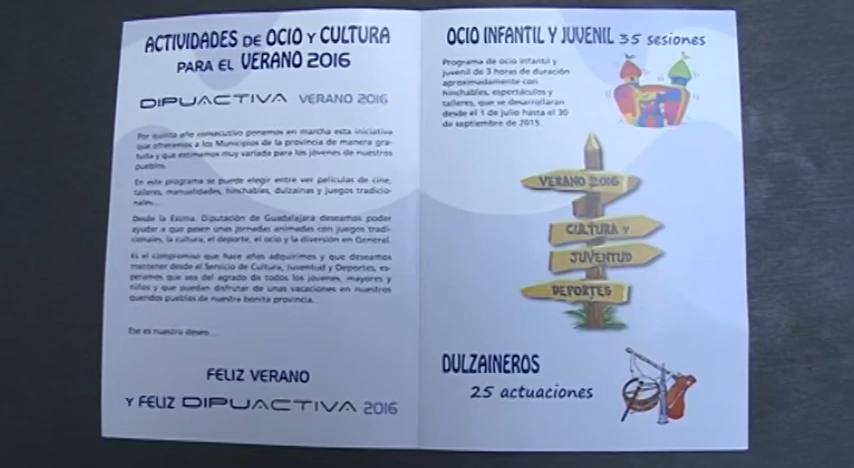 ACTIVIDADES DE OCIO Y CULTURA
PARA EL VERANO 2016
DIPUACTIVA VERANO 2016
Por quinto año consecutivo ponemos en marcha esta iniciativa
que ofrecemos a los Municipios de la provincia de manera gra-
tuita y que estimamos muy variada para los jóvenes de nuestros
pueblos.
En este programa se puede elegir entre ver películas de cine,
talleres, manualidades, hinchables, dulzainas y juegos tradicio-
nales...
Desde la Excma. Diputación de Guadalajara deseamos poder
ayudar a que pasen unas jornadas animadas con juegos tradi-
cionales, la cultura, el deporte, el ocio y la diversión en General.
Es el compromiso que hace años adquirimos y que deseamos
mantener desde el Servicio de Cultura, Juventud y Deportes, es-
peramos que sea del agrado de todos los jóvenes, mayores y
niños y que puedan disfrutar de unas vacaciones en nuestros
queridos pueblos de nuestra bonita provincia.
Ese es nuestro deseo...
FELIZ VERANO
Y FELIZ DIPUACTIVA 2016
OCIO INFANTIL Y JUVENIL 35 sesiones
Programa de ocio infantil y
juvenil de 3 horas de duración
aproximadamente con
hinchables, espectáculos y
talleres, que se desarrollaran
desde el 1 de julio hasta el 30
de septiembre de 2015.
VERANO 2016
CULTURA Y
JUVENTUD
DEPORTES
DULZAINEROS
25 actuaciones